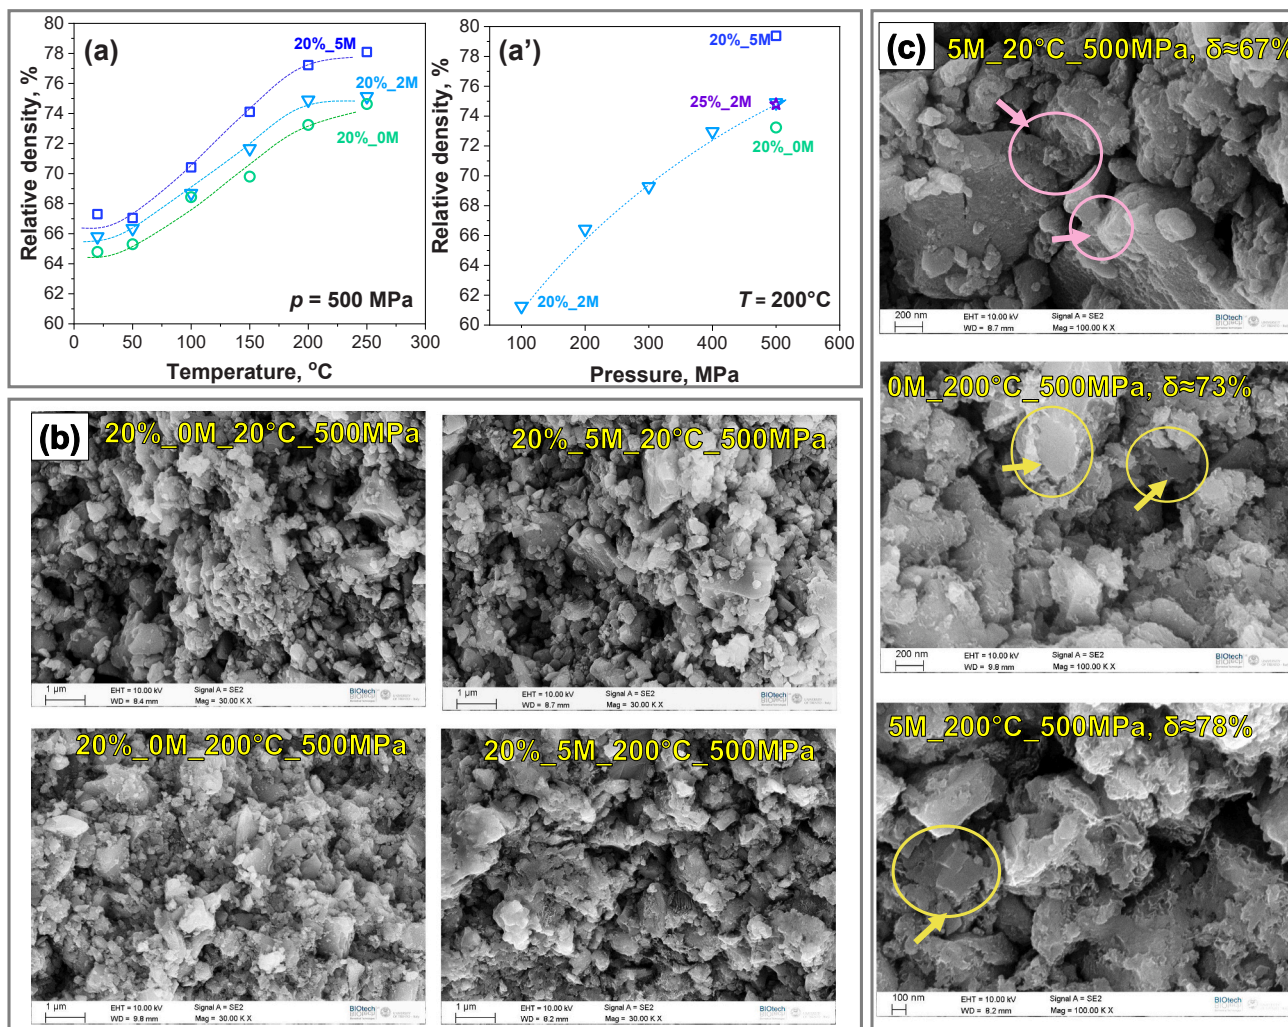 (a)
80
78
76
74
72
70
68
66
64
62
60
Relative density, %
20%_5M
20%_2M
20%_0M
p = 500 MPa
0 50 100 150 200 250 300
Temperature, °C
(a')
80
78
76
74
72
70
68
66
64
62
60
Relative density, %
20%_5M
25%_2M
20%_0M
20%_2M
T = 200°C
100 200 300 400 500 600
Pressure, MPa
(b)
20%_0M_20°C_500MPa
1 µm
EHT = 10.00 kV
WD = 8.4 mm
Signal A = SE2
Mag = 30.00 K X
BIOtech
20%_5M_20°C_500MPa
1 µm
EHT = 10.00 kV
WD = 8.7 mm
Signal A = SE2
Mag = 30.00 K X
BIOtech
20%_0M_200°C_500MPa
1 µm
EHT = 10.00 kV
WD = 9.8 mm
Signal A = SE2
Mag = 30.00 K X
BIOtech
20%_5M_200°C_500MPa
1 µm
EHT = 10.00 kV
WD = 8.2 mm
Signal A = SE2
Mag = 30.00 K X
BIOtech
(c)
5M_20°C_500MPa, δ≈67%
200 nm
EHT = 10.00 kV
WD = 8.7 mm
Signal A = SE2
Mag = 100.00 K X
BIOtech
0M_200°C_500MPa, δ≈73%
200 nm
EHT = 10.00 kV
WD = 9.8 mm
Signal A = SE2
Mag = 100.00 K X
BIOtech
5M_200°C_500MPa, δ≈78%
100 nm
EHT = 10.00 kV
WD = 8.2 mm
Signal A = SE2
Mag = 100.00 K X
BIOtech